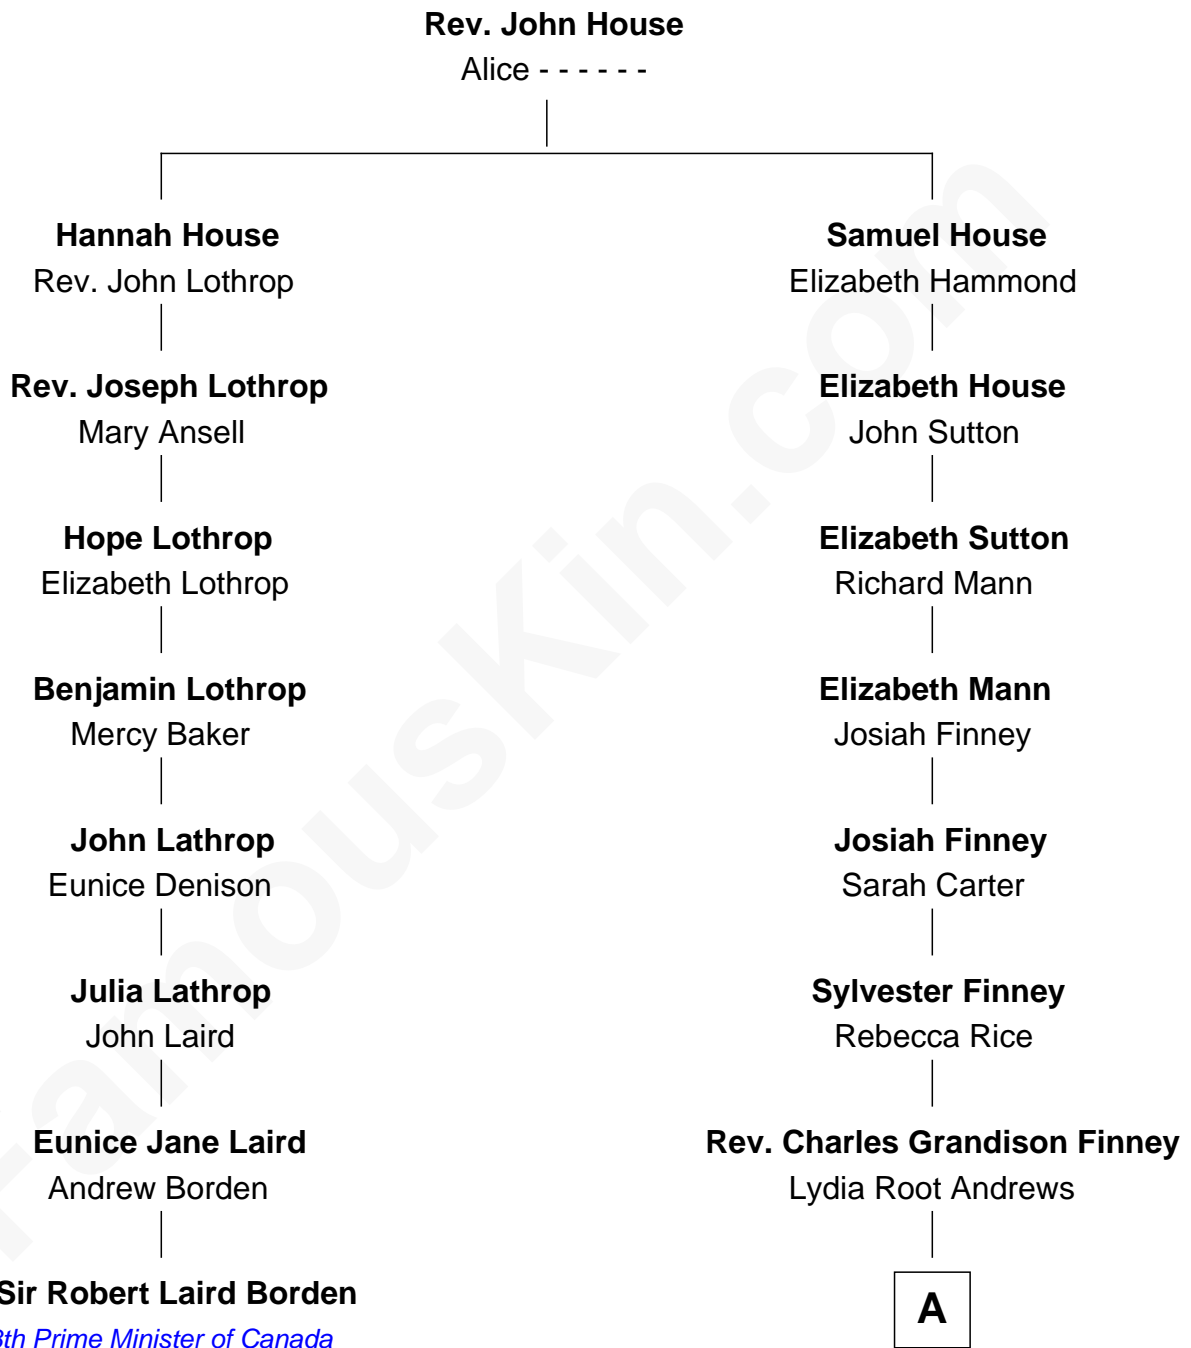 Rev. John House
Alice - - - - - -
Hannah House
Rev. John Lothrop
Samuel House
Elizabeth Hammond
Rev. Joseph Lothrop
Mary Ansell
Elizabeth House
John Sutton
Hope Lothrop
Elizabeth Lothrop
Elizabeth Sutton
Richard Mann
Benjamin Lothrop
Mercy Baker
Elizabeth Mann
Josiah Finney
John Lathrop
Eunice Denison
Josiah Finney
Sarah Carter
Julia Lathrop
John Laird
Sylvester Finney
Rebecca Rice
Eunice Jane Laird
Andrew Borden
Rev. Charles Grandison Finney
Lydia Root Andrews
Sir Robert Laird Borden
8th Prime Minister of Canada
A
FamousKin.com